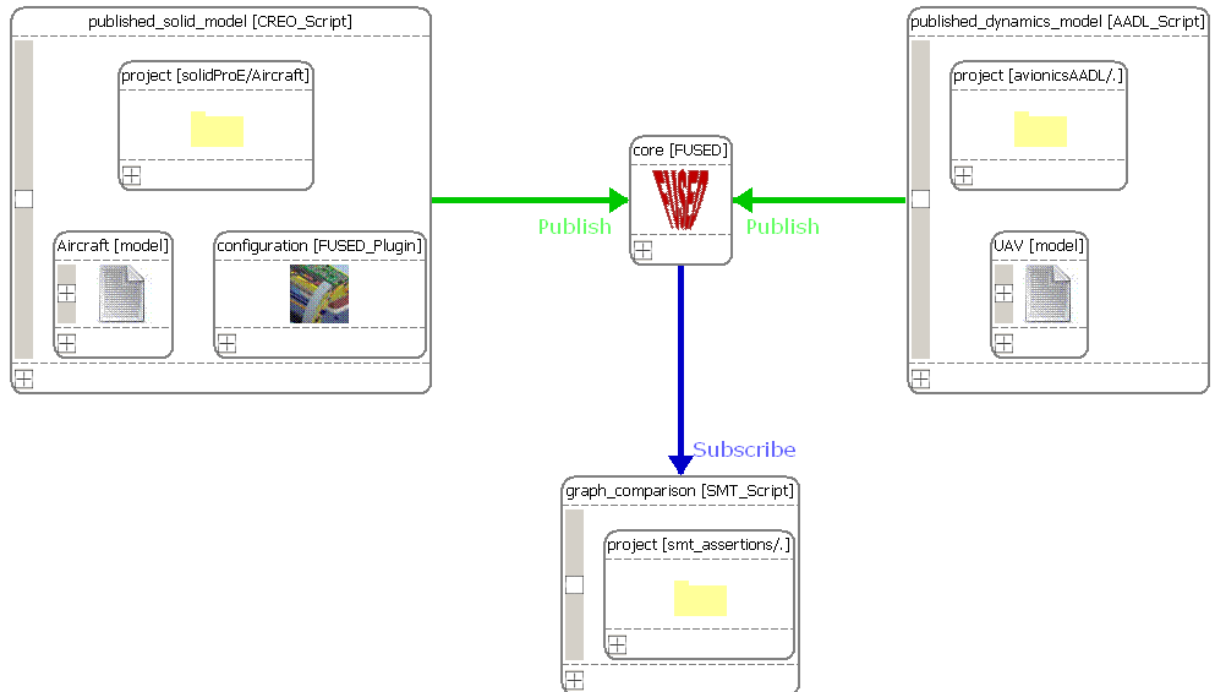 published_solid_model [CREO_Script]
published_dynamics_model [AADL_Script]
project [solidProE/Aircraft]
project [avionicsAADL/.]
core [FUSED]
FUSED
Publish
Publish
Aircraft [model]
configuration [FUSED_Plugin]
UAV [model]
Subscribe
graph_comparison [SMT_Script]
project [smt_assertions/.]